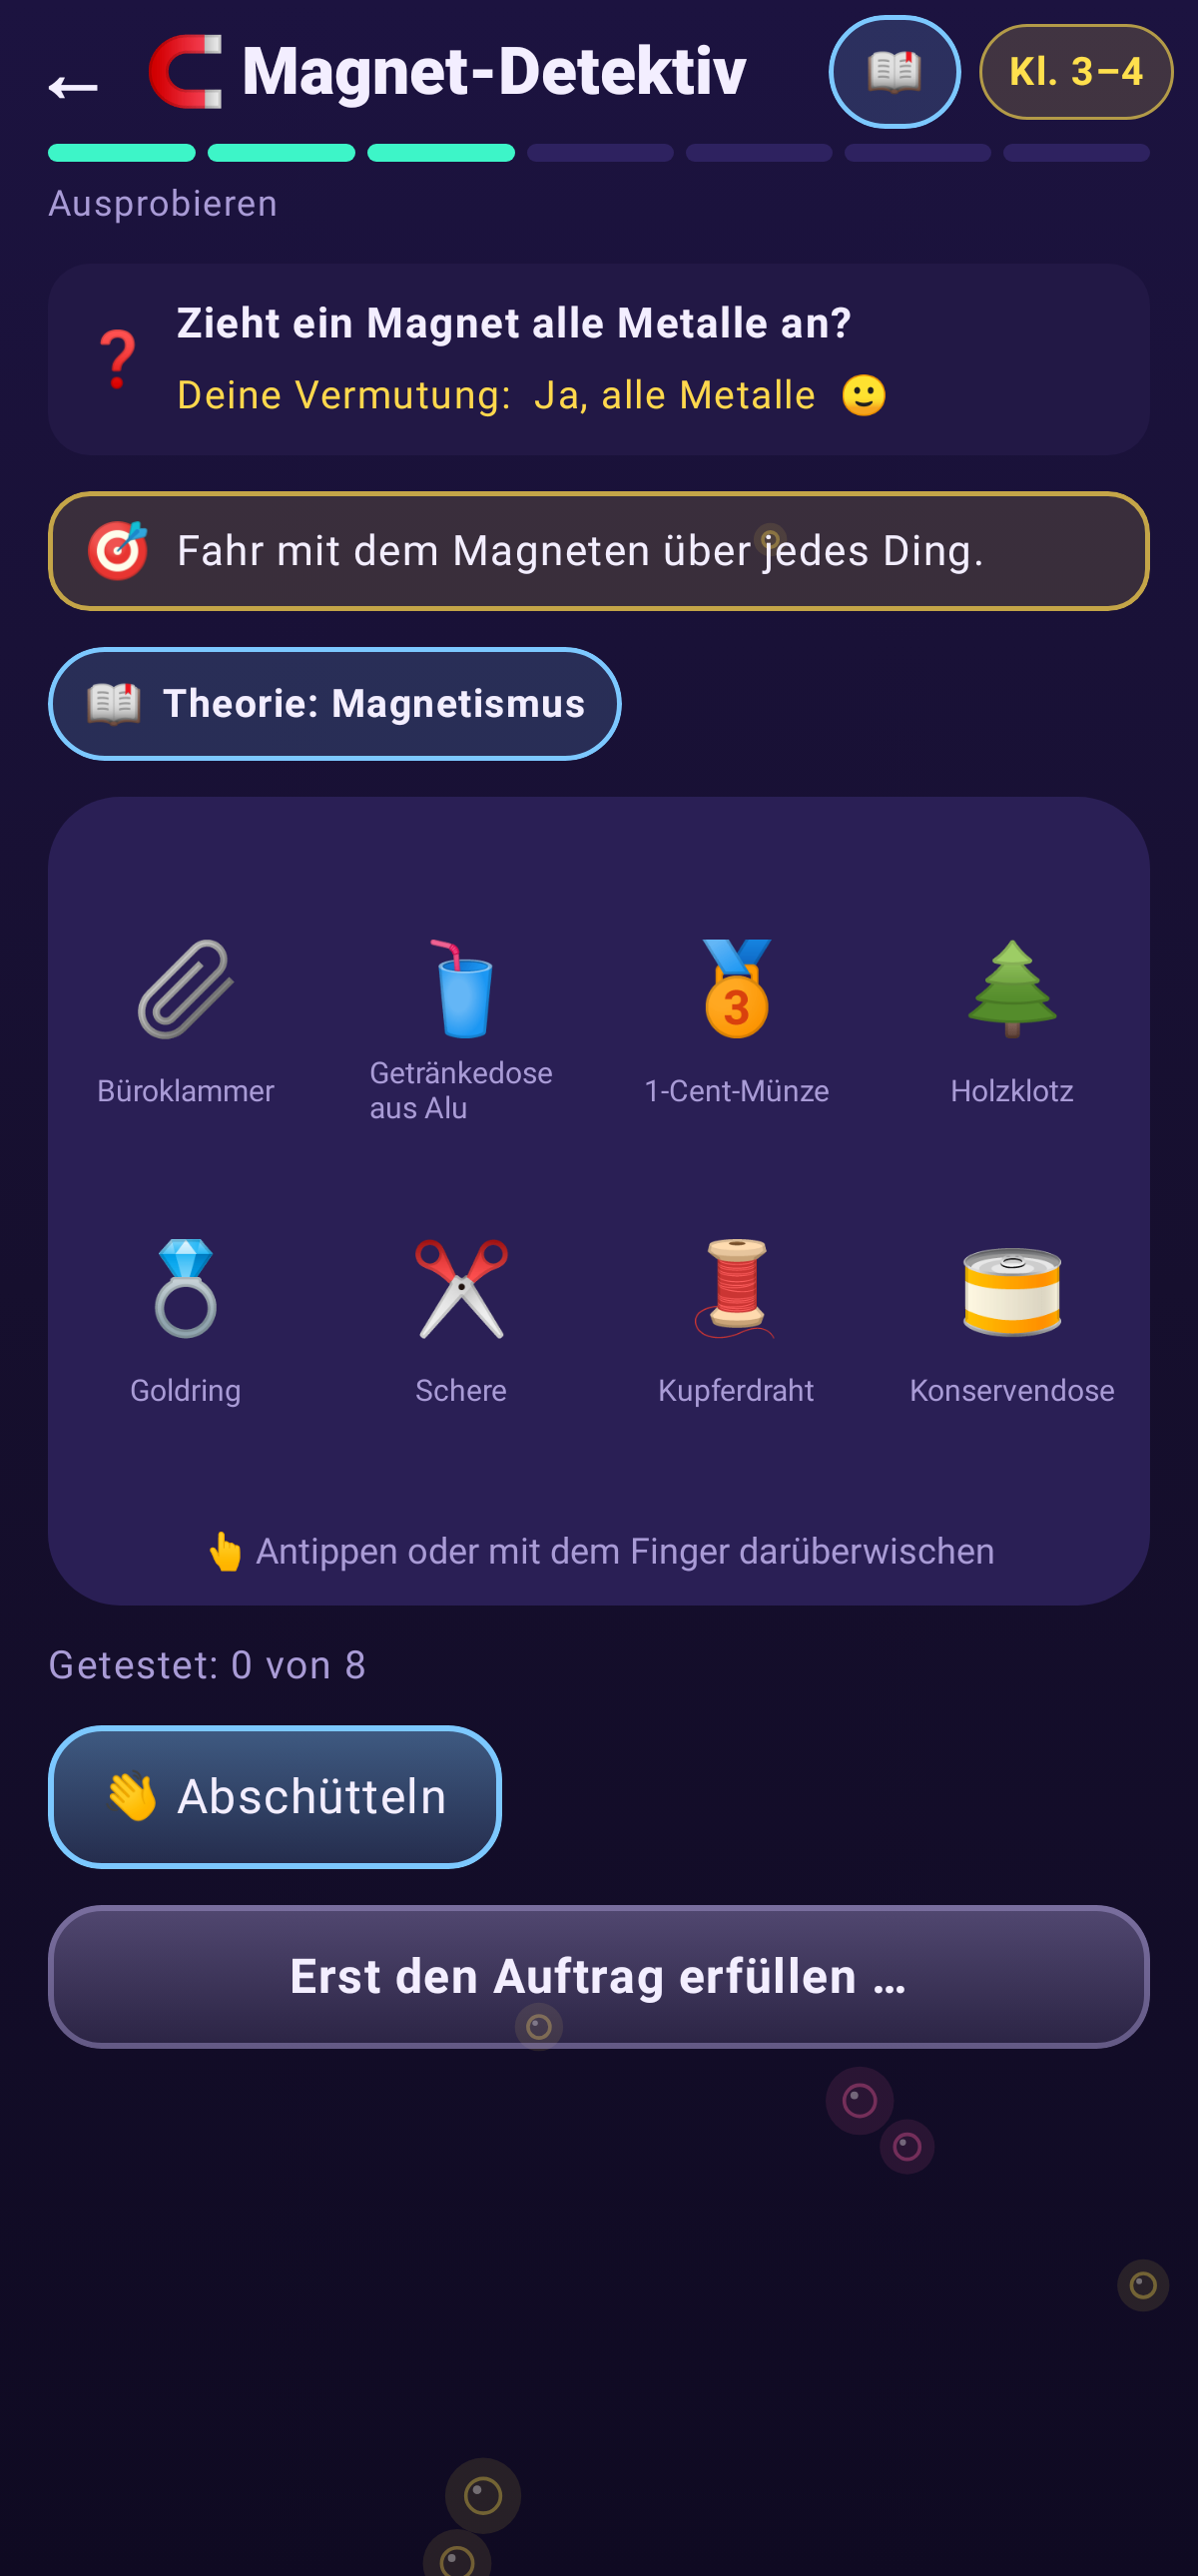 ← Magnet-Detektiv Kl. 3–4
Ausprobieren
Zieht ein Magnet alle Metalle an?
Deine Vermutung: Ja, alle Metalle
Fahr mit dem Magneten über jedes Ding.
Theorie: Magnetismus
Büroklammer
Getränkedose
aus Alu
3
1-Cent-Münze
Holzklotz
Goldring
Schere
Kupferdraht
Konservendose
Antippen oder mit dem Finger darüberwischen
Getestet: 0 von 8
Abschütteln
Erst den Auftrag erfüllen …